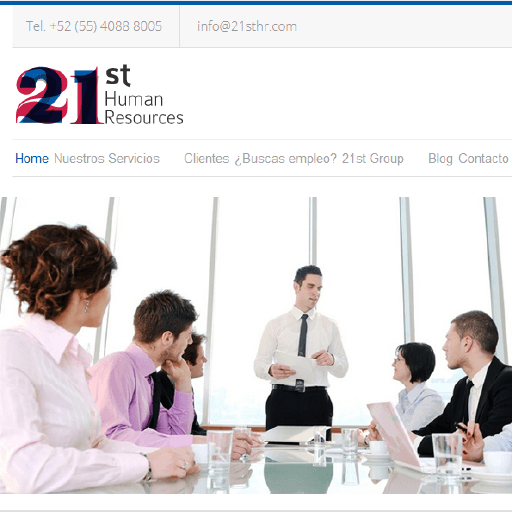 Tel. +52 (55) 4088 8005 info@21sthr.com
21st
Human
Resources
Home Nuestros Servicios Clientes ¿Buscas empleo? 21st Group Blog Contacto